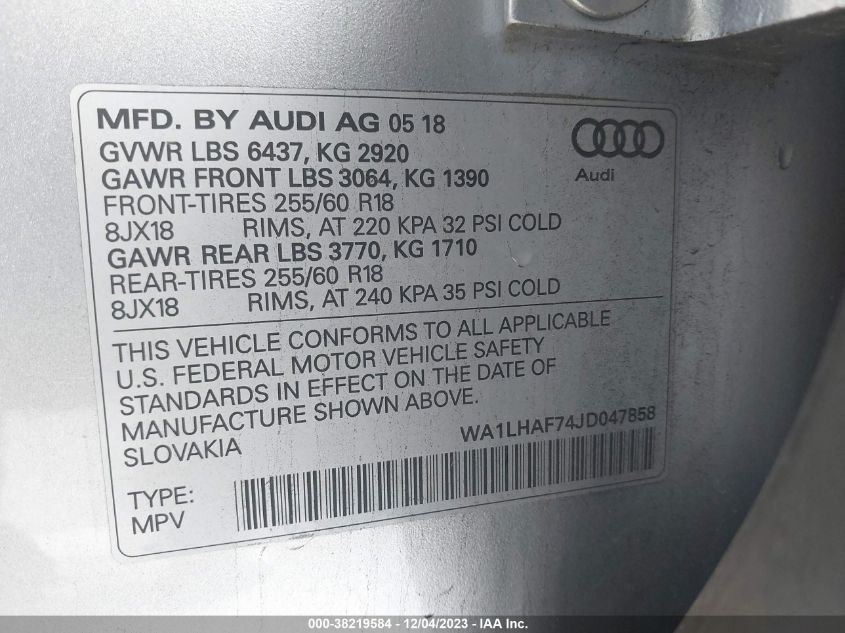 MFD. BY AUDI AG 05 18
GVWR LBS 6437, KG 2920
GAWR FRONT LBS 3064, KG 1390
FRONT-TIRES 255/60 R18
8JX18 RIMS, AT 220 KPA 32 PSI COLD
GAWR REAR LBS 3770, KG 1710
REAR-TIRES 255/60 R18
8JX18 RIMS, AT 240 KPA 35 PSI COLD
Audi
THIS VEHICLE CONFORMS TO ALL APPLICABLE
U.S. FEDERAL MOTOR VEHICLE SAFETY
STANDARDS IN EFFECT ON THE DATE OF
MANUFACTURE SHOWN ABOVE.
SLOVAKIA
WA1LHAF74JD047858
TYPE:
MPV
000-38219584 - 12/04/2023 - IAA Inc.